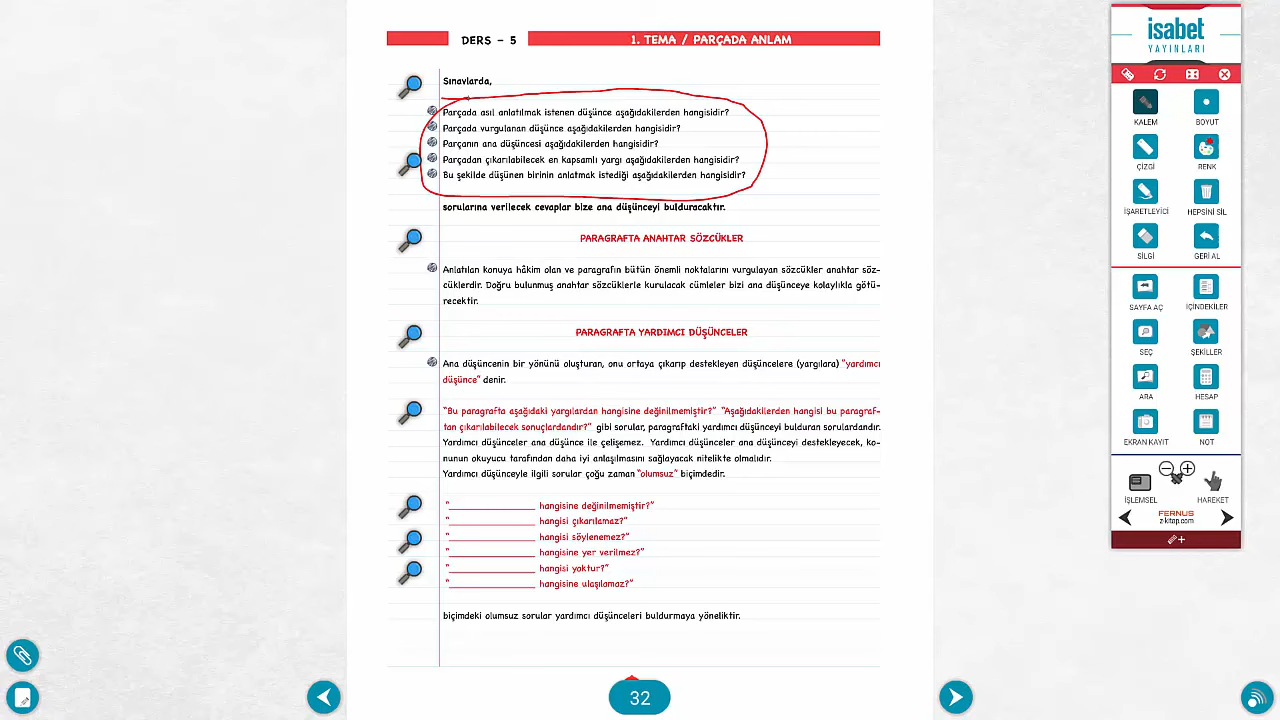 DERS - 5
1. TEMA / PARÇADA ANLAM
Sınavlarda,
Parçada asıl anlatılmak istenen düşünce aşağıdakilerden hangisidir?
Parçada vurgulanan düşünce aşağıdakilerden hangisidir?
Parçanın ana düşüncesi aşağıdakilerden hangisidir?
Parçadan çıkarılabilecek en kapsamlı yargı aşağıdakilerden hangisidir?
Bu şekilde düşünen birinin anlatmak istediği aşağıdakilerden hangisidir?
sorularına verilecek cevaplar bize ana düşünceyi bulduracaktır.
PARAGRAFTA ANAHTAR SÖZCÜKLER
Anlatılan konuya hâkim olan ve paragrafın bütün önemli noktalarını vurgulayan sözcükler anahtar söz-
cüklerdir. Doğru bulunmuş anahtar sözcüklerle kurulacak cümleler bizi ana düşünceye kolaylıkla götü-
recektir.
PARAGRAFTA YARDIMCI DÜŞÜNCELER
Ana düşüncenin bir yönünü oluşturan, onu ortaya çıkarıp destekleyen düşüncelere (yargılara) "yardımcı
düşünce" denir.
"Bu paragrafta aşağıdaki yargılardan hangisine değinilmemiştir?" "Aşağıdakilerden hangisi bu paragraf-
tan çıkarılabilecek sonuçlardandır?" gibi sorular, paragraftaki yardımcı düşünceyi bulduran sorulardandır.
Yardımcı düşünceler ana düşünce ile çelişemez. Yardımcı düşünceler ana düşünceyi destekleyecek, ko-
nunun okuyucu tarafından daha iyi anlaşılmasını sağlayacak nitelikte olmalıdır.
Yardımcı düşünceyle ilgili sorular çoğu zaman "olumsuz" biçimdedir.
"________________ hangisine değinilmemiştir?"
"________________ hangisi çıkarılamaz?"
"________________ hangisi söylenemez?"
"________________ hangisine yer verilmez?"
"________________ hangisi yoktur?"
"________________ hangisine ulaşılamaz?"
biçimdeki olumsuz sorular yardımcı düşünceleri buldurmaya yöneliktir.
32
isabet
YAYINLARI
KALEM
BOYUT
ÇİZGİ
RENK
İŞARETLEYİCİ
HEPSİNİ SİL
SİLGİ
GERİ AL
SAYFA AÇ
İÇİNDEKİLER
SEÇ
ŞEKİLLER
ARA
HESAP
EKRAN KAYIT
NOT
İŞLEMSEL
HAREKET
FERNUS
z-kitap.com